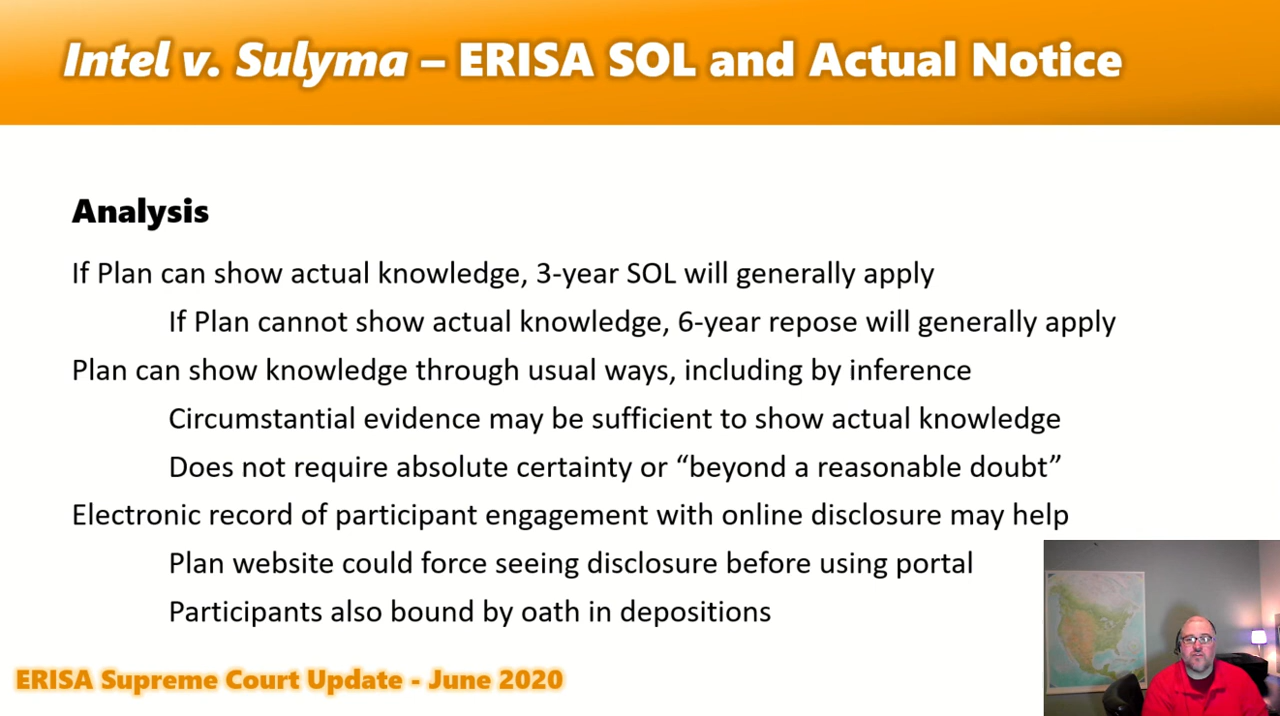 Intel v. Sulyma – ERISA SOL and Actual Notice
Analysis
If Plan can show actual knowledge, 3-year SOL will generally apply
If Plan cannot show actual knowledge, 6-year repose will generally apply
Plan can show knowledge through usual ways, including by inference
Circumstantial evidence may be sufficient to show actual knowledge
Does not require absolute certainty or “beyond a reasonable doubt”
Electronic record of participant engagement with online disclosure may help
Plan website could force seeing disclosure before using portal
Participants also bound by oath in depositions
ERISA Supreme Court Update - June 2020